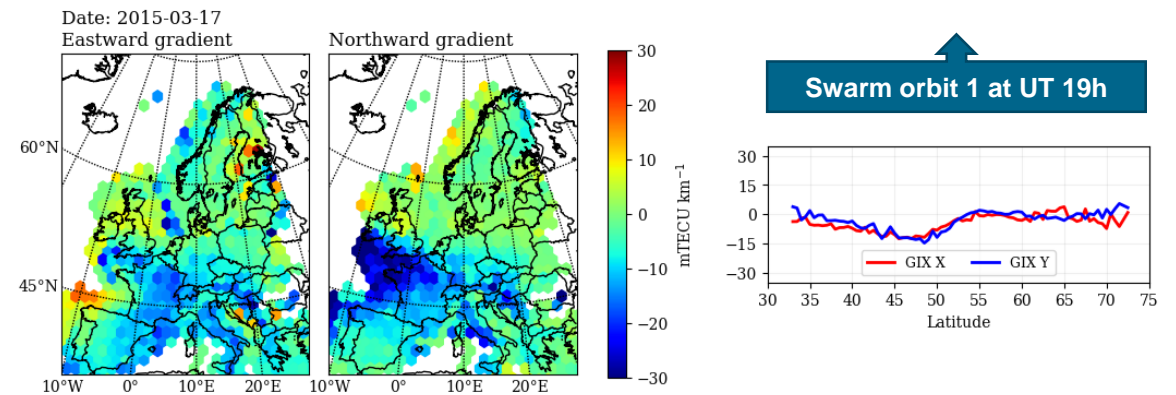 Date: 2015-03-17
Eastward gradient
Northward gradient
60°N
45°N
10°W
0°
10°E
20°E
10°W
0°
10°E
20°E
30
20
10
0
−10
−20
−30
mTECU km⁻¹
Swarm orbit 1 at UT 19h
30
15
0
−15
−30
GIX X
GIX Y
30
35
40
45
50
55
60
65
70
75
Latitude